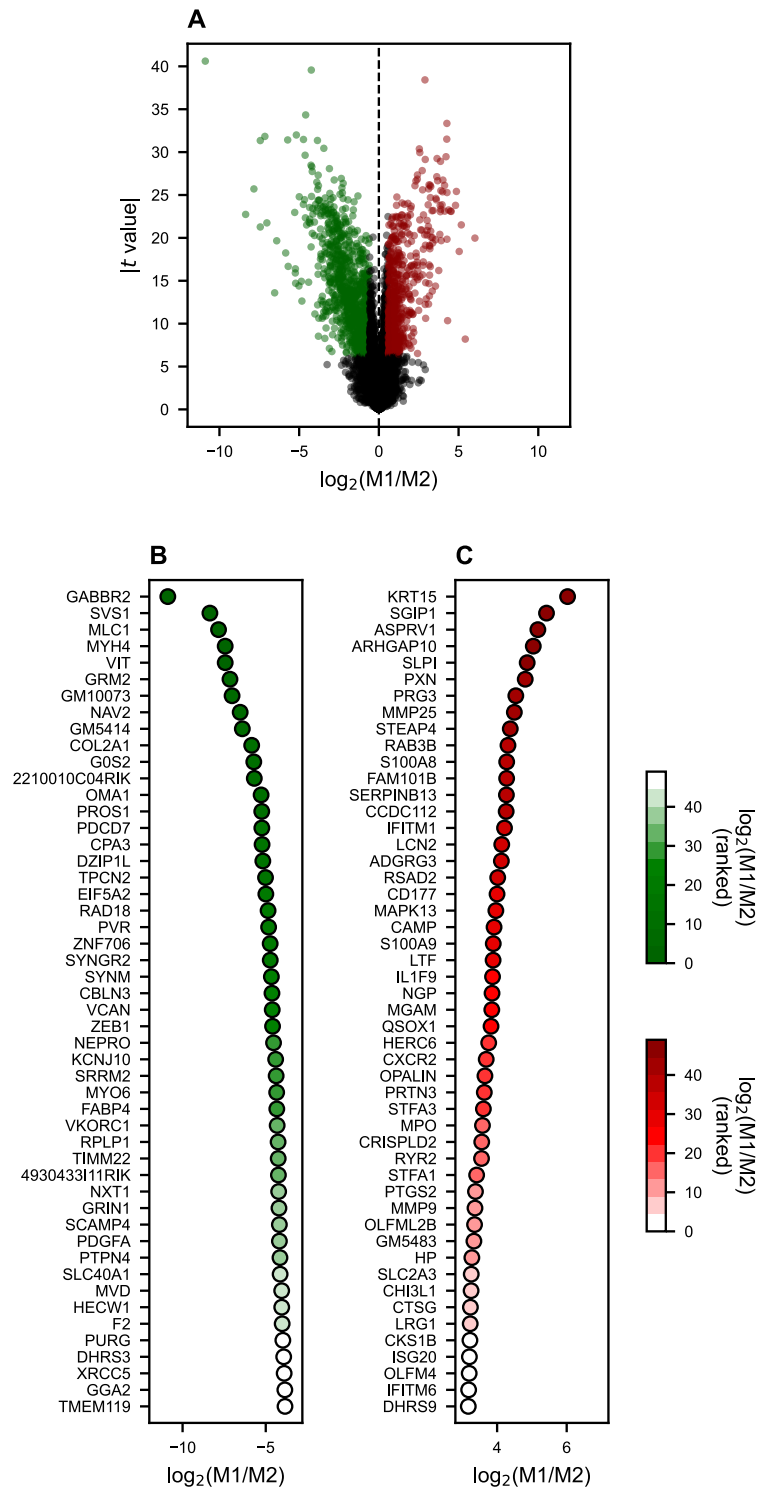 A
40
35
30
25
20
15
10
5
0
|t value|
−10
−5
0
5
10
log2(M1/M2)
B
GABBR2
SVS1
MLC1
MYH4
VIT
GRM2
GM10073
NAV2
GM5414
COL2A1
G0S2
2210010C04RIK
OMA1
PROS1
PDCD7
CPA3
DZIP1L
TPCN2
EIF5A2
RAD18
PVR
ZNF706
SYNGR2
SYNM
CBLN3
VCAN
ZEB1
NEPRO
KCNJ10
SRRM2
MYO6
FABP4
VKORC1
RPLP1
TIMM22
4930433I11RIK
NXT1
GRIN1
SCAMP4
PDGFA
PTPN4
SLC40A1
MVD
HECW1
F2
PURG
DHRS3
XRCC5
GGA2
TMEM119
−10
−5
log2(M1/M2)
C
KRT15
SGIP1
ASPRV1
ARHGAP10
SLPI
PXN
PRG3
MMP25
STEAP4
RAB3B
S100A8
FAM101B
SERPINB13
CCDC112
IFITM1
LCN2
ADGRG3
RSAD2
CD177
MAPK13
CAMP
S100A9
LTF
IL1F9
NGP
MGAM
QSOX1
HERC6
CXCR2
OPALIN
PRTN3
STFA3
MPO
CRISPLD2
RYR2
STFA1
PTGS2
MMP9
OLFML2B
GM5483
HP
SLC2A3
CHI3L1
CTSG
LRG1
CKS1B
ISG20
OLFM4
IFITM6
DHRS9
4
6
log2(M1/M2)
40
30
20
10
0
log2(M1/M2)
(ranked)
40
30
20
10
0
log2(M1/M2)
(ranked)